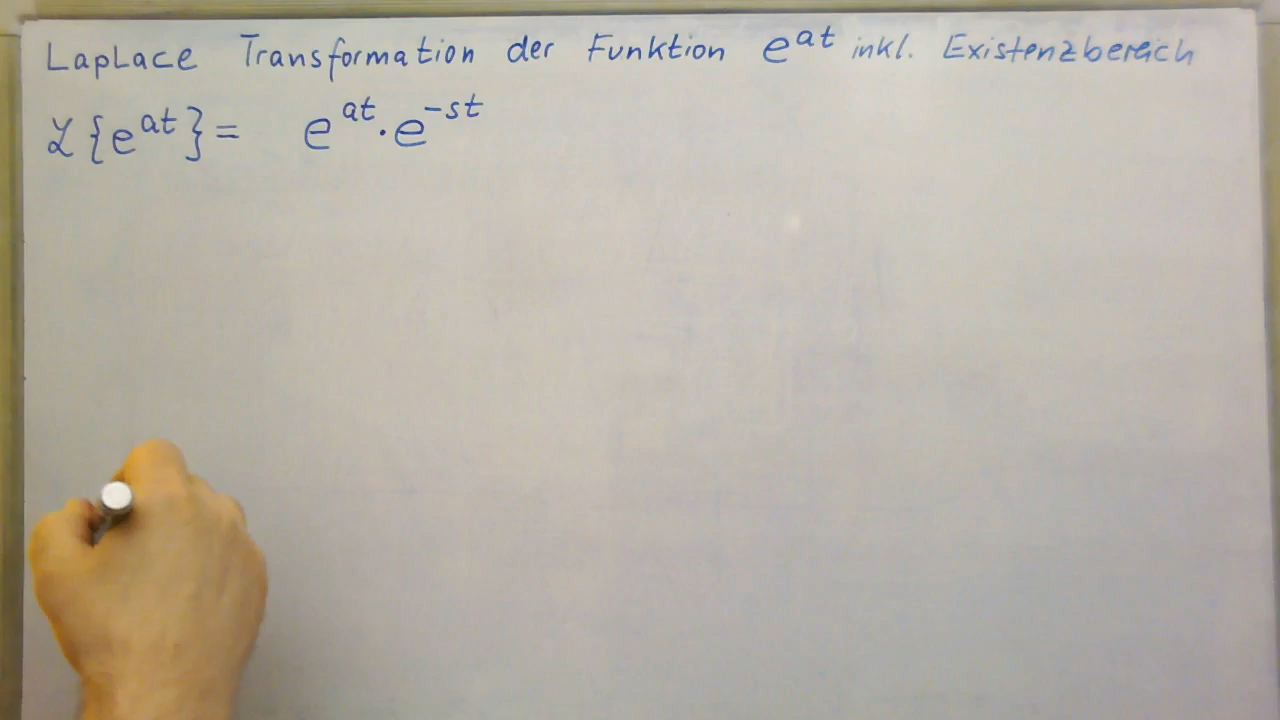 Laplace Transformation der Funktion e^at inkl. Existenzbereich
ℒ{e^at} = e^at · e^-st